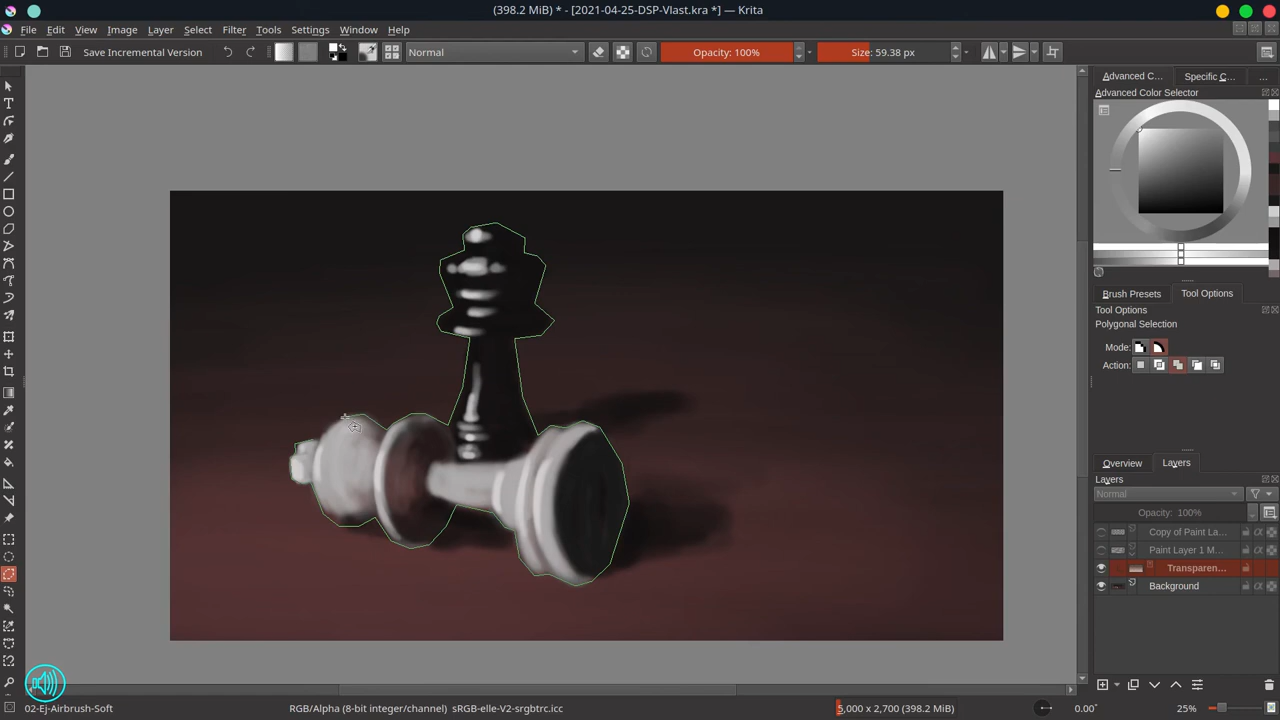 (398.2 MiB) * - [2021-04-25-DSP-Vlast.kra *] — Krita
File Edit View Image Layer Select Filter Tools Settings Window Help
Save Incremental Version Normal Opacity: 100% Size: 59.38 px
Advanced C... Specific C... ...
Advanced Color Selector
Brush Presets Tool Options
Tool Options
Polygonal Selection
Mode:
Action:
Overview Layers
Layers
Normal
Opacity: 100%
Copy of Paint La...
Paint Layer 1 M...
Transparen...
Background
02-Ej-Airbrush-Soft RGB/Alpha (8-bit integer/channel) sRGB-elle-V2-srgbtrc.icc 5,000 x 2,700 (398.2 MiB) 0.00° 25%